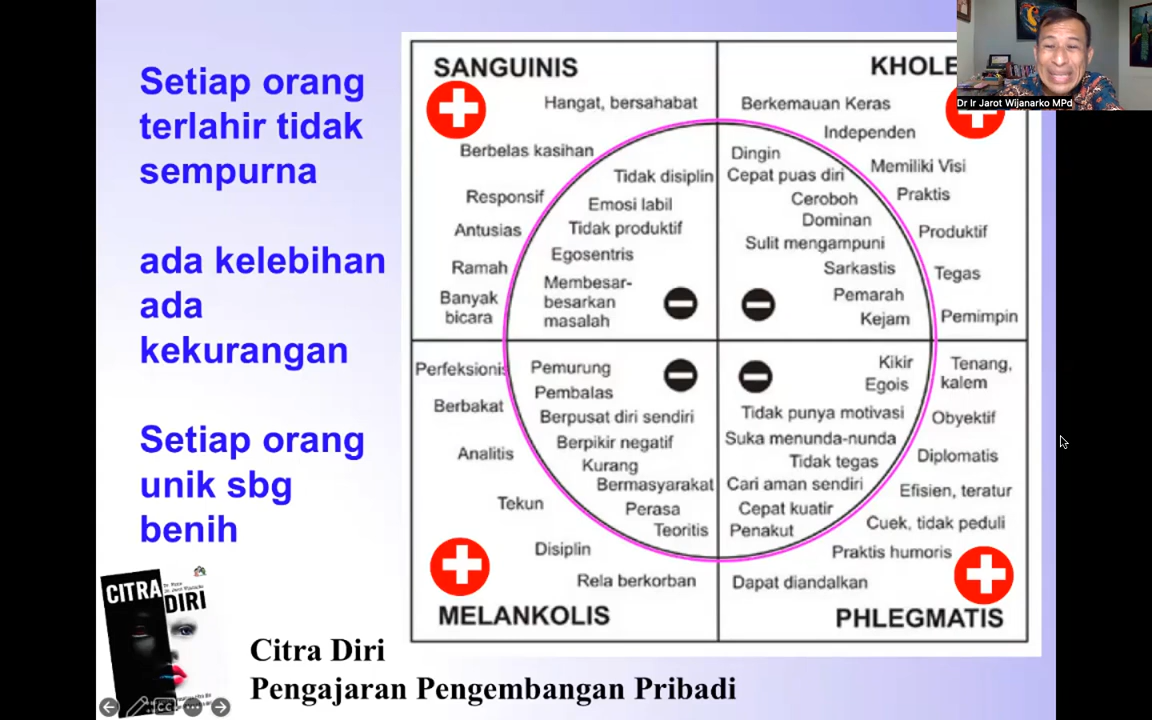 Setiap orang
terlahir tidak
sempurna
ada kelebihan
ada
kekurangan
Setiap orang
unik sbg
benih
SANGUINIS
Hangat, bersahabat
Berbelas kasihan
Responsif
Antusias
Ramah
Banyak
bicara
Tidak disiplin
Emosi labil
Tidak produktif
Egosentris
Membesar-
besarkan
masalah
KHOLE
Berkemauan Keras
Independen
Memiliki Visi
Praktis
Produktif
Tegas
Pemimpin
Dingin
Cepat puas diri
Ceroboh
Dominan
Sulit mengampuni
Sarkastis
Pemarah
Kejam
Perfeksionis
Berbakat
Analitis
Tekun
Disiplin
Rela berkorban
MELANKOLIS
Pemurung
Pembalas
Berpusat diri sendiri
Berpikir negatif
Kurang
Bermasyarakat
Perasa
Teoritis
Kikir
Egois
Tidak punya motivasi
Suka menunda-nunda
Tidak tegas
Cari aman sendiri
Cepat kuatir
Penakut
Tenang,
kalem
Obyektif
Diplomatis
Efisien, teratur
Cuek, tidak peduli
Praktis humoris
Dapat diandalkan
PHLEGMATIS
Dr Ir Jarot Wijanarko MPd
CITRA
DIRI
Citra Diri
Pengajaran Pengembangan Pribadi
CC